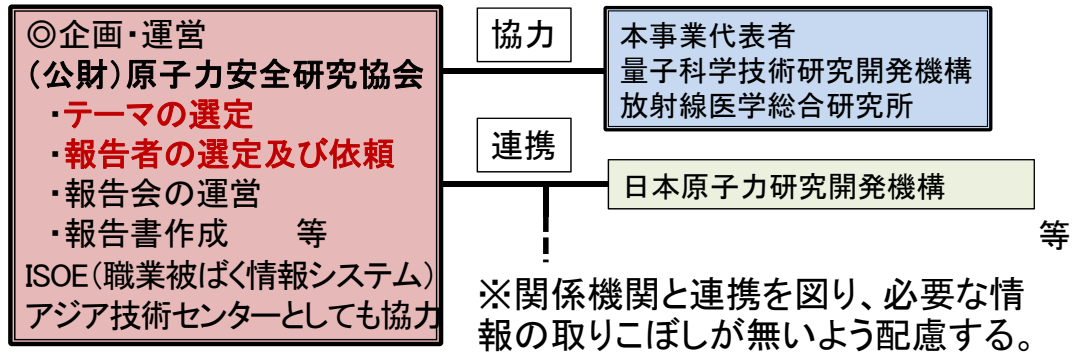 ◎企画・運営
(公財)原子力安全研究協会
・テーマの選定
・報告者の選定及び依頼
・報告会の運営
・報告書作成　　等
ISOE(職業被ばく情報システム)
アジア技術センターとしても協力
協力
本事業代表者
量子科学技術研究開発機構
放射線医学総合研究所
連携
日本原子力研究開発機構
等
※関係機関と連携を図り、必要な情
報の取りこぼしが無いよう配慮する。